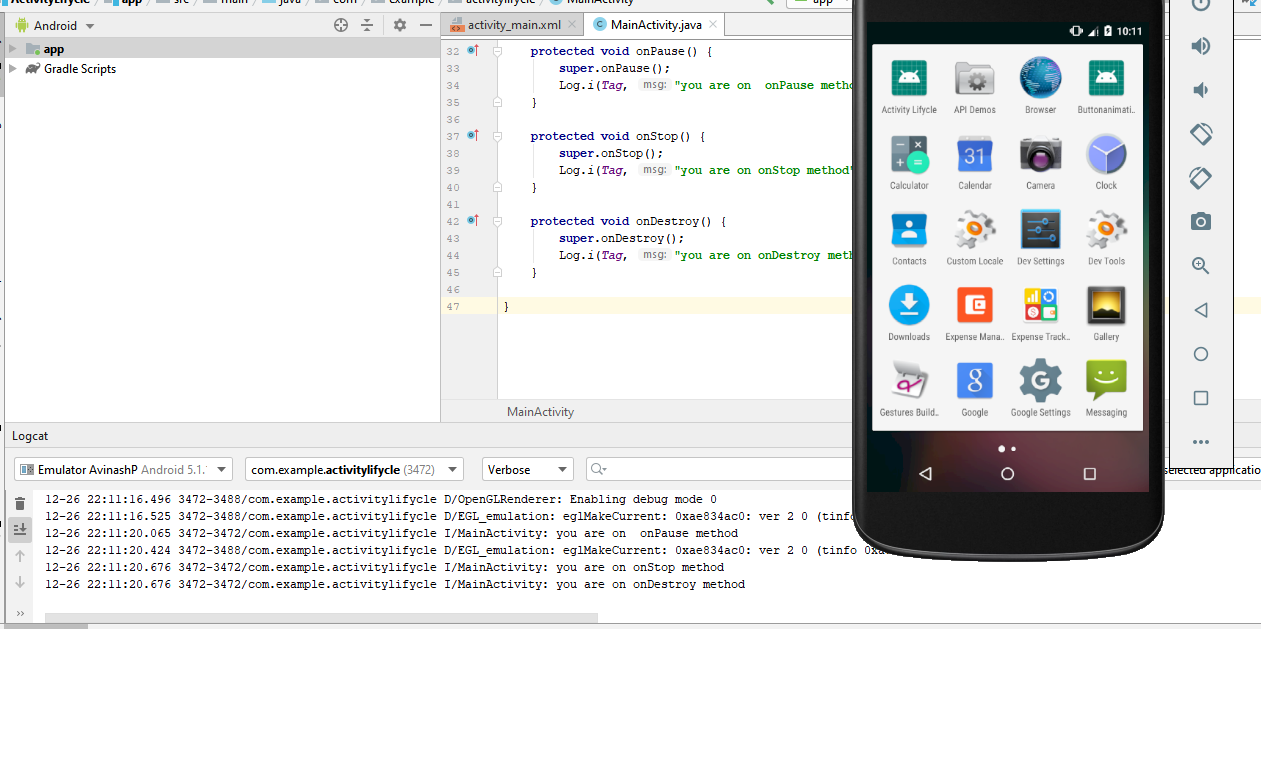 ActivityLifycle app src main java com example activitylifycle MainActivity app
Android
activity_main.xml MainActivity.java
app
Gradle Scripts
32 protected void onPause() {
33 super.onPause();
34 Log.i(Tag, msg: "you are on  onPause metho
35 }
36
37 protected void onStop() {
38 super.onStop();
39 Log.i(Tag, msg: "you are on onStop method"
40 }
41
42 protected void onDestroy() {
43 super.onDestroy();
44 Log.i(Tag, msg: "you are on onDestroy meth
45 }
46
47 }
MainActivity
10:11
Activity Lifycle API Demos Browser Buttonanimati..
Calculator Calendar Camera Clock
31
Contacts Custom Locale Dev Settings Dev Tools
Downloads Expense Mana.. Expense Track.. Gallery
Gestures Build.. Google Google Settings Messaging
Logcat
Emulator AvinashP Android 5.1. com.example.activitylifycle (3472) Verbose selected application
12-26 22:11:16.496 3472-3488/com.example.activitylifycle D/OpenGLRenderer: Enabling debug mode 0
12-26 22:11:16.525 3472-3488/com.example.activitylifycle D/EGL_emulation: eglMakeCurrent: 0xae834ac0: ver 2 0 (tinfo
12-26 22:11:20.065 3472-3472/com.example.activitylifycle I/MainActivity: you are on  onPause method
12-26 22:11:20.424 3472-3488/com.example.activitylifycle D/EGL_emulation: eglMakeCurrent: 0xae834ac0: ver 2 0 (tinfo
12-26 22:11:20.676 3472-3472/com.example.activitylifycle I/MainActivity: you are on onStop method
12-26 22:11:20.676 3472-3472/com.example.activitylifycle I/MainActivity: you are on onDestroy method